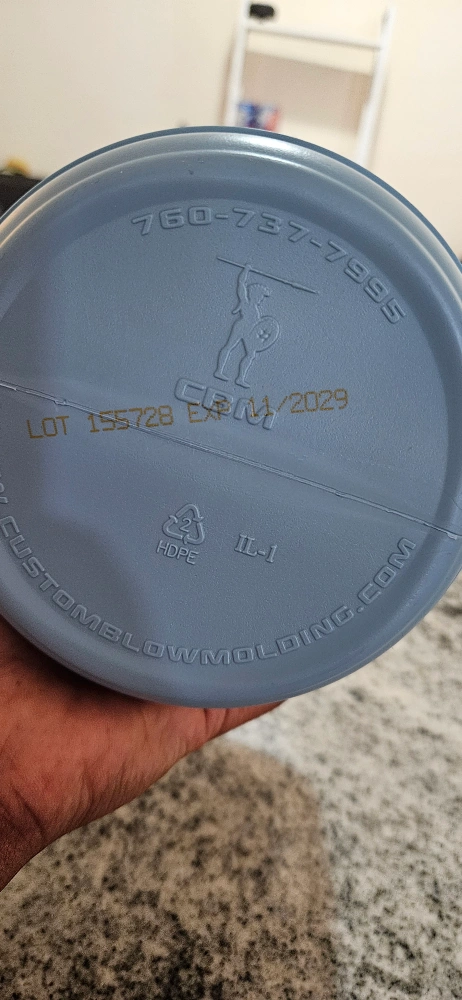 760-737-7995
CBM
LOT 155728 EXP 11/2029
2
HDPE
IL-1
CUSTOMBLOWMOLDING.COM